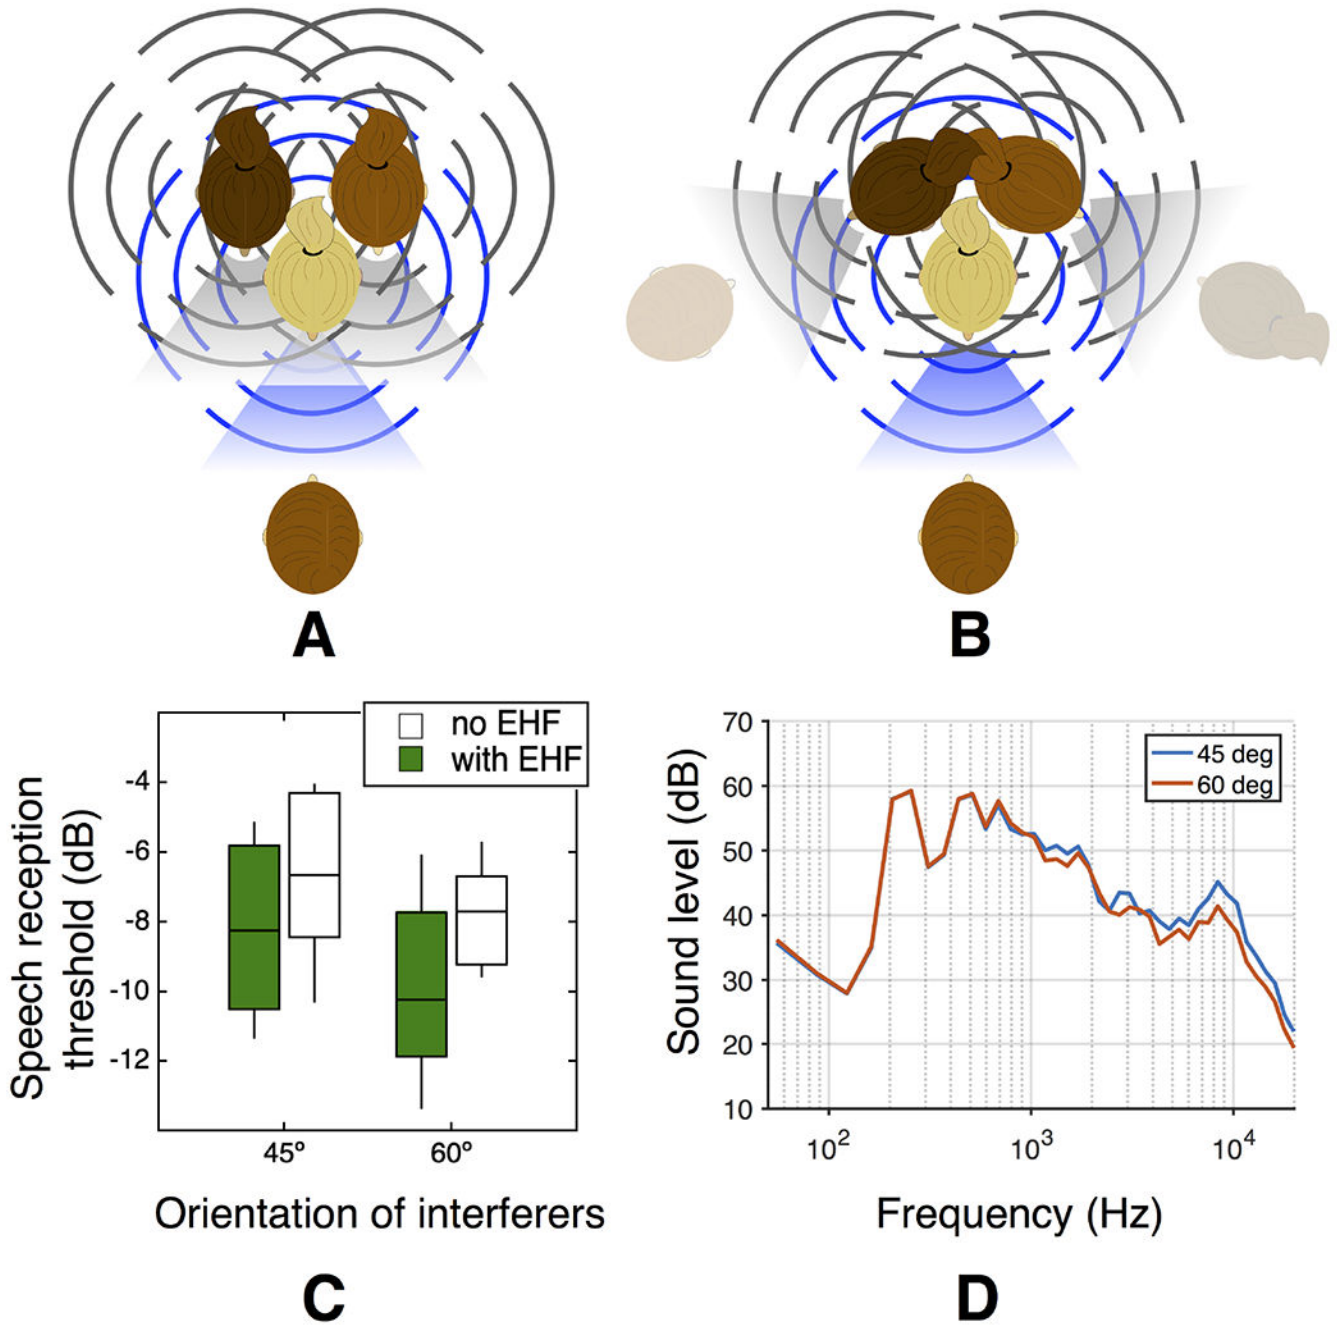 A
B
no EHF
with EHF
-4
-6
-8
-10
-12
Speech reception
threshold (dB)
45º
60º
Orientation of interferers
C
70
60
50
40
30
20
10
Sound level (dB)
45 deg
60 deg
10²
10³
10⁴
Frequency (Hz)
D